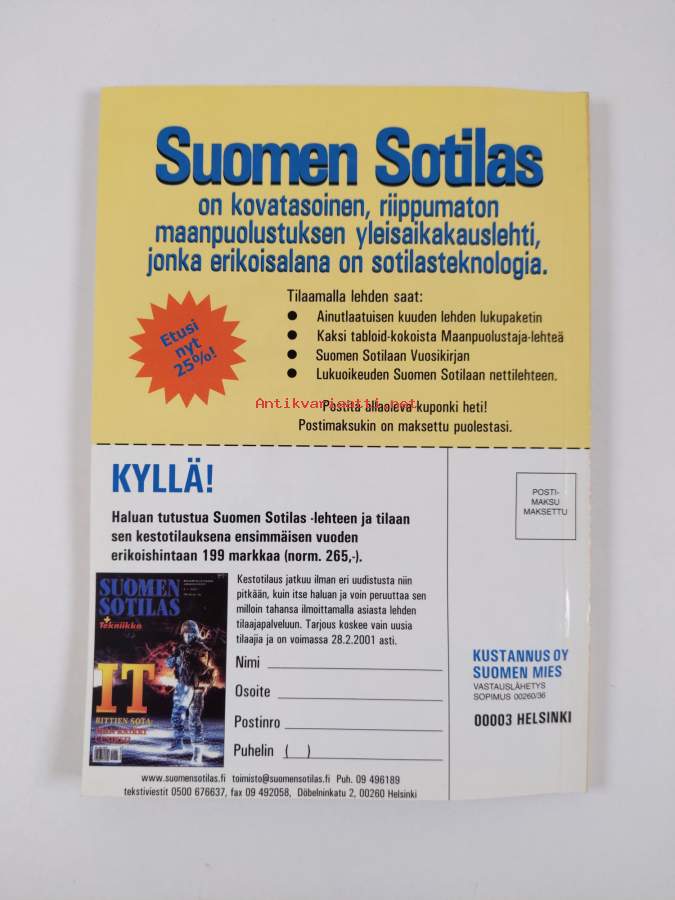 Suomen Sotilas
on kovatasoinen, riippumaton
maanpuolustuksen yleisaikakauslehti,
jonka erikoisalana on sotilasteknologia.
Etusi
nyt
25%!
Tilaamalla lehden saat:
● Ainutlaatuisen kuuden lehden lukupaketin
● Kaksi tabloid-kokoista Maanpuolustaja-lehteä
● Suomen Sotilaan Vuosikirjan
● Lukuoikeuden Suomen Sotilaan nettilehteen.
Antikvariaatti.net
Postita allaoleva kuponki heti!
Postimaksukin on maksettu puolestasi.
KYLLÄ!
Haluan tutustua Suomen Sotilas -lehteen ja tilaan
sen kestotilauksena ensimmäisen vuoden
erikoishintaan 199 markkaa (norm. 265,-).
SUOMEN
SOTILAS
+
Tekniikka
IT
BITTIEN SOTA:
Kestotilaus jatkuu ilman eri uudistusta niin
pitkään, kuin itse haluan ja voin peruuttaa sen
milloin tahansa ilmoittamalla asiasta lehden
tilaajapalveluun. Tarjous koskee vain uusia
tilaajia ja on voimassa 28.2.2001 asti.
Nimi
Osoite
Postinro
Puhelin ( )
www.suomensotilas.fi toimisto@suomensotilas.fi Puh. 09 496189
tekstiviestit 0500 676637, fax 09 492058, Döbelninkatu 2, 00260 Helsinki
POSTI-
MAKSU
MAKSETTU
KUSTANNUS OY
SUOMEN MIES
VASTAUSLÄHETYS
SOPIMUS 00260/36
00003 HELSINKI